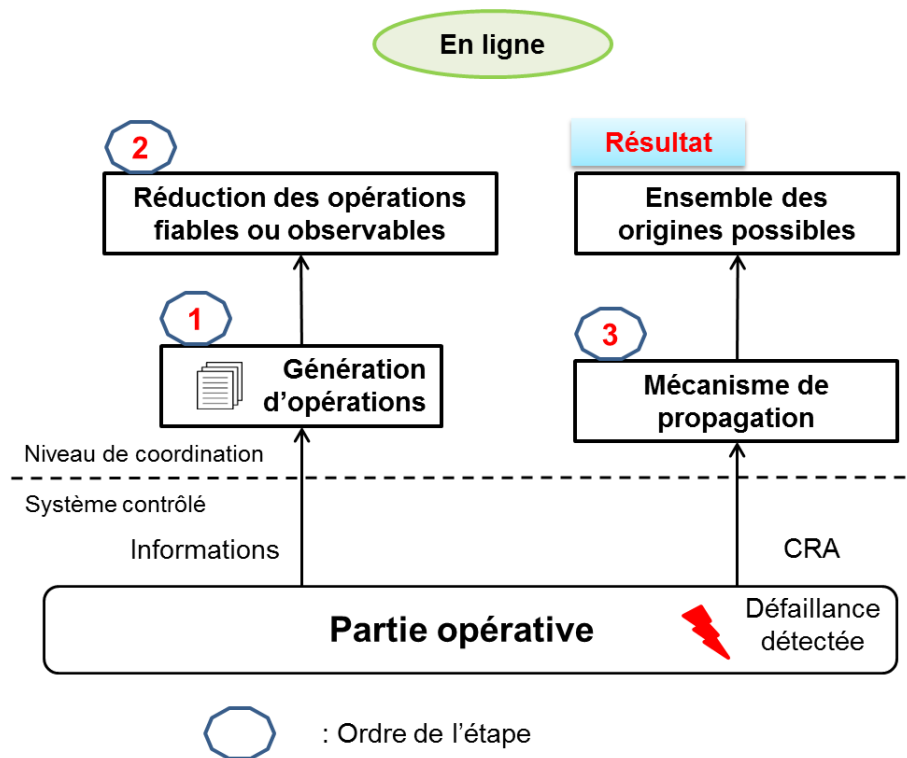 En ligne
2
Réduction des opérations
fiables ou observables
1
Génération
d'opérations
Résultat
Ensemble des
origines possibles
3
Mécanisme de
propagation
Niveau de coordination
Système contrôlé
Informations
CRA
Partie opérative
Défaillance
détectée
: Ordre de l'étape